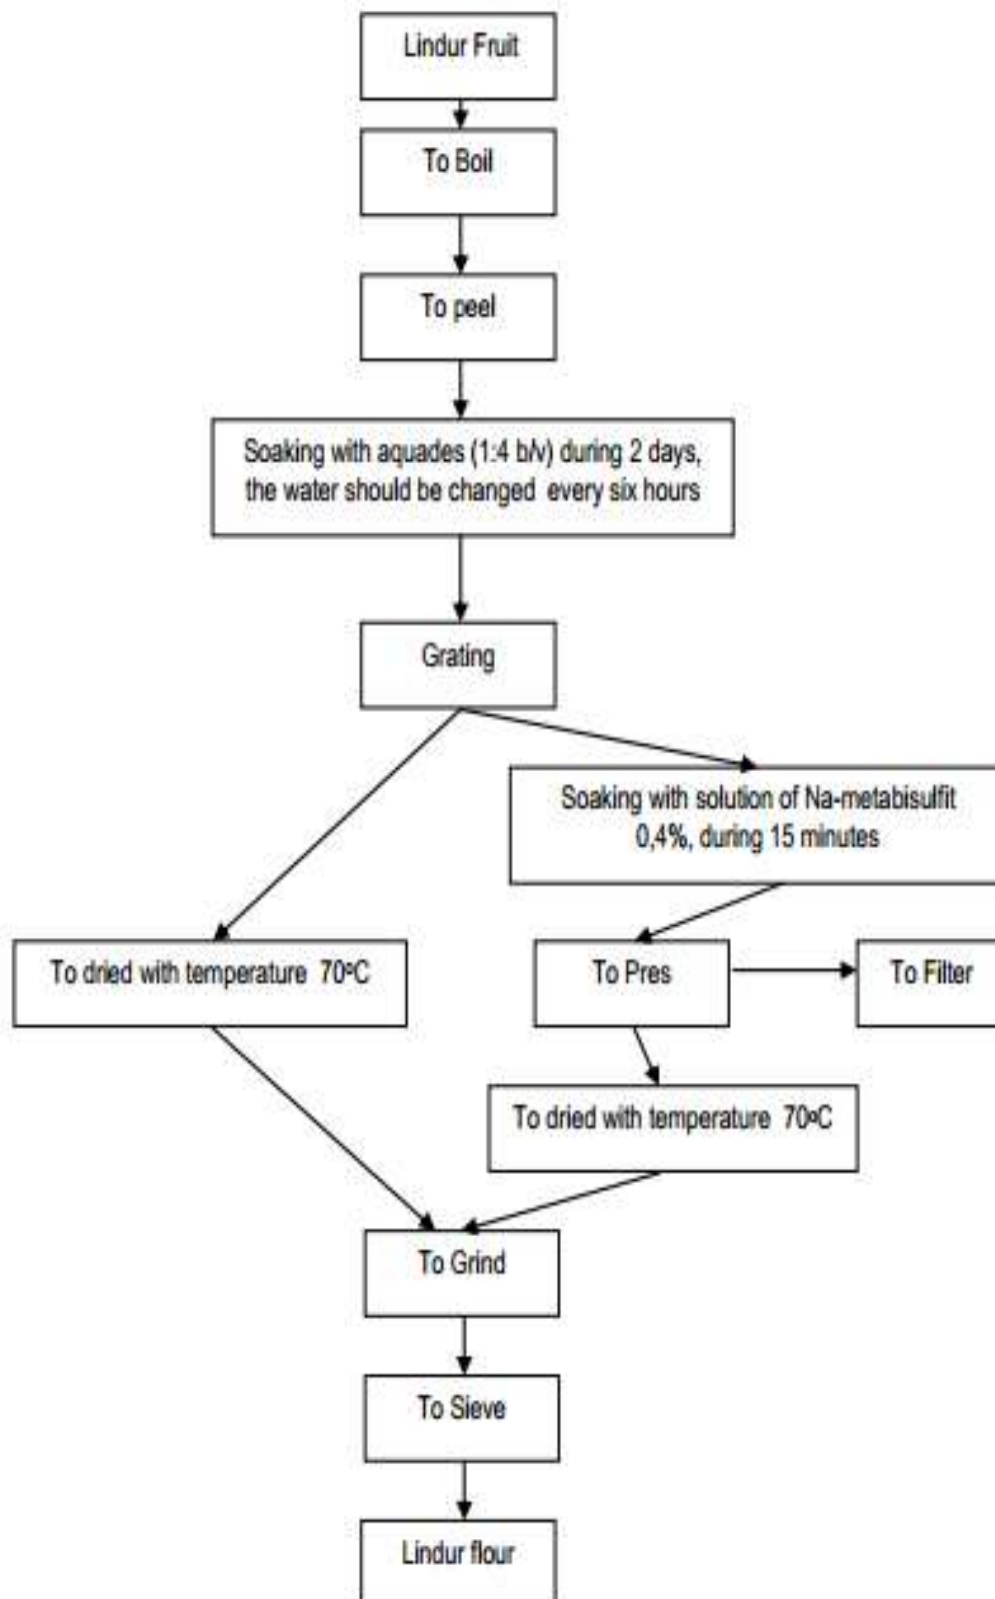 Lindur Fruit
To Boil
To peel
Soaking with aquades (1:4 b/v) during 2 days,
the water should be changed every six hours
Grating
Soaking with solution of Na-metabisulfit
0,4%, during 15 minutes
To dried with temperature 70ºC
To Pres
To Filter
To dried with temperature 70ºC
To Grind
To Sieve
Lindur flour